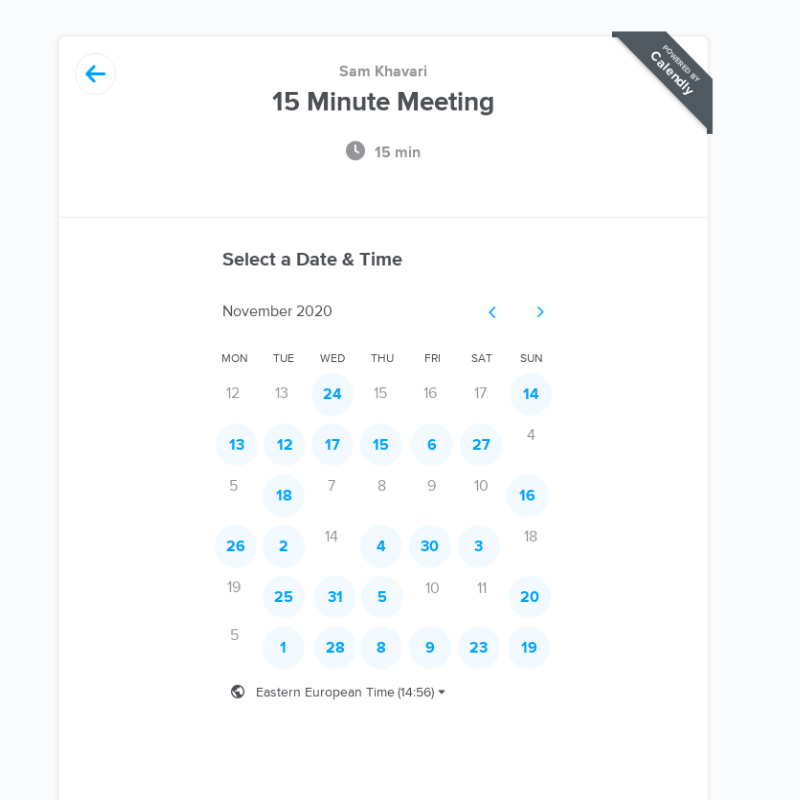 POWERED BY
Calendly
Sam Khavari
15 Minute Meeting
15 min
Select a Date & Time
November 2020
MON TUE WED THU FRI SAT SUN
12 13 24 15 16 17 14
13 12 17 15 6 27 4
5 18 7 8 9 10 16
26 2 14 4 30 3 18
19 25 31 5 10 11 20
5 1 28 8 9 23 19
Eastern European Time (14:56)